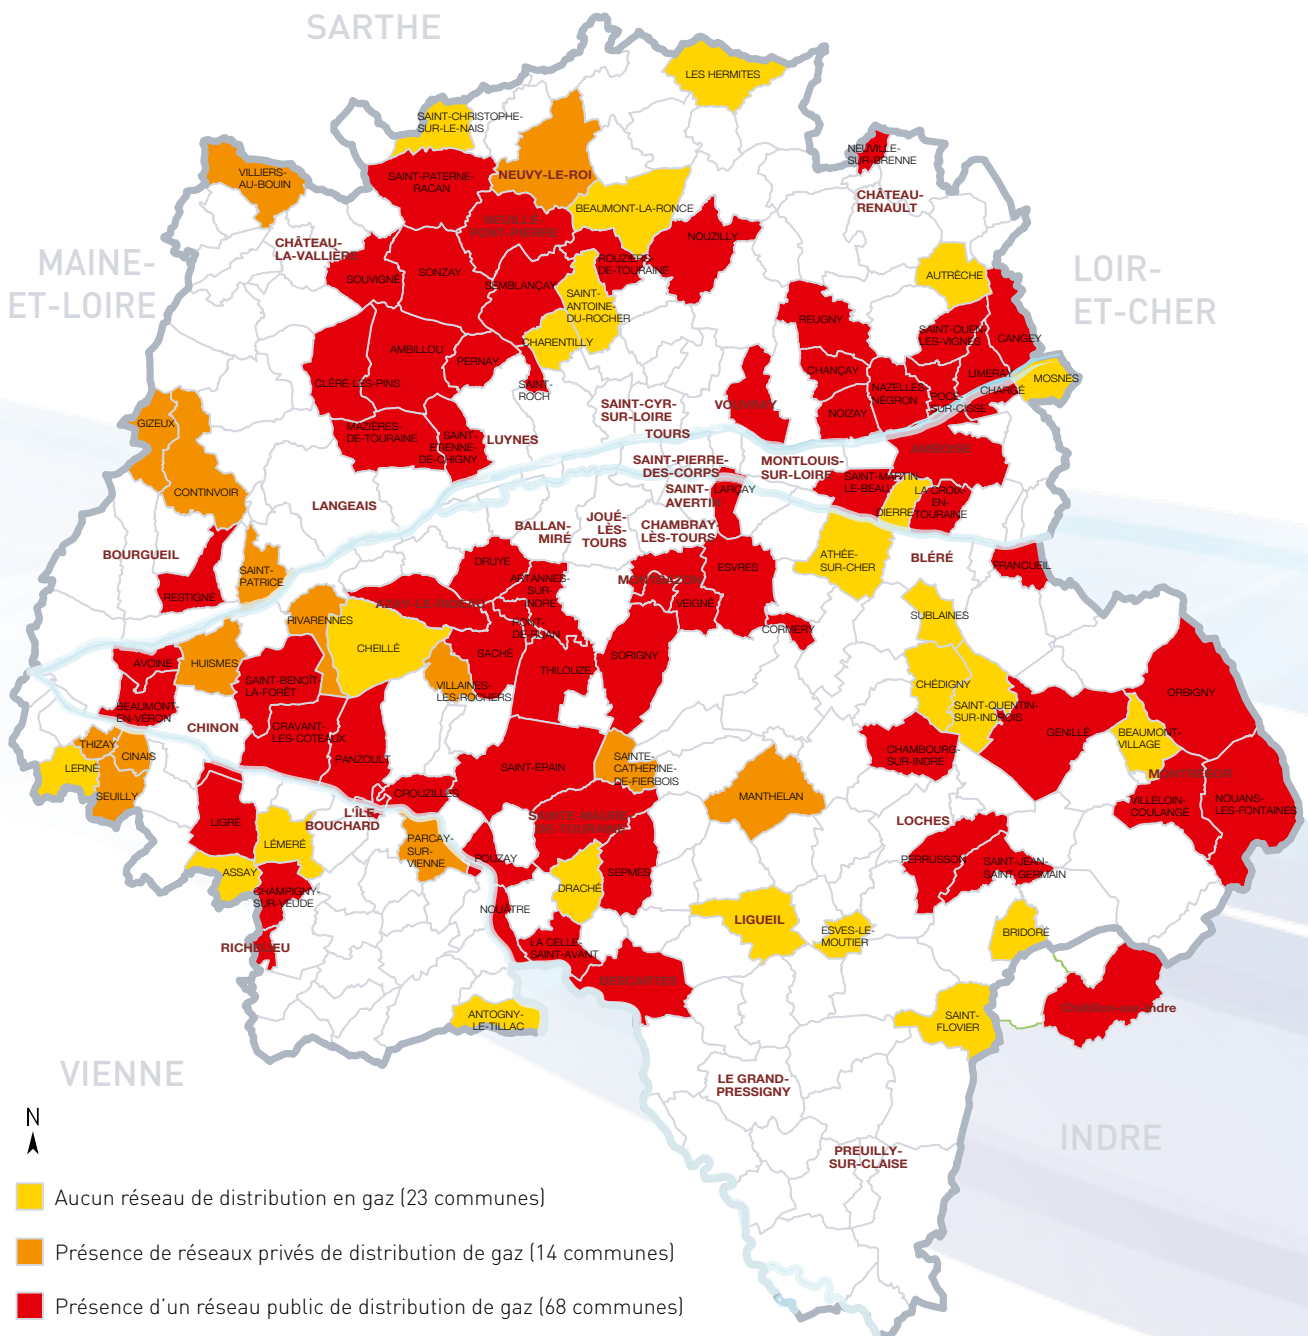 SARTHE
LES HERMITES
SAINT-CHRISTOPHE-
SUR-LE-NAIS
NEUVILLE-
SUR-BRENNE
VILLIERS-
AU-BOUIN
SAINT-PATERNE-
RACAN
NEUVY-LE-ROI
CHÂTEAU-
RENAULT
BEAUMONT-LA-RONCE
NEUILLÉ-
PONT-PIERRE
NOUZILLY
CHÂTEAU-
LA-VALLIÈRE
MAINE-
ET-LOIRE
LOIR-
ET-CHER
SOUVIGNÉ
SONZAY
SEMBLANÇAY
ROUZIERS-
DE-TOURAINE
AUTRÈCHE
SAINT-
ANTOINE-
DU-ROCHER
REUGNY
SAINT-OUEN-
LES-VIGNES
CANGEY
CHARENTILLY
AMBILLOU
PERNAY
CLÉRÉ-LES-PINS
SAINT-
ROCH
CHANÇAY
NAZELLES-
NÉGRON
LIMERAY
MOSNES
CHARGÉ
POCÉ-
SUR-CISSE
NOIZAY
VOUVRAY
SAINT-CYR-
SUR-LOIRE
TOURS
GIZEUX
MAZIÈRES-
DE-TOURAINE
SAINT-
ETIENNE-
DE-CHIGNY
LUYNES
AMBOISE
SAINT-PIERRE-
DES-CORPS
MONTLOUIS-
SUR-LOIRE
SAINT-MARTIN-
LE-BEAU
SAINT-
AVERTIN
LARÇAY
LA CROIX-
EN-
TOURAINE
DIERRE
CONTINVOIR
LANGEAIS
BALLAN-
MIRÉ
JOUÉ-
LÈS-
TOURS
CHAMBRAY-
LÈS-TOURS
BOURGUEIL
ATHÉE-
SUR-CHER
BLÉRÉ
FRANCUEIL
SAINT-
PATRICE
RESTIGNÉ
DRUYE
ARTANNES-
SUR-
INDRE
MONTBAZON
ESVRES
VEIGNÉ
AZAY-LE-RIDEAU
RIVARENNES
PONT-
DE-RUAN
CORMERY
SUBLAINES
CHEILLÉ
SACHÉ
THILOUZE
SORIGNY
AVOINE
HUISMES
SAINT-BENOÎT-
LA-FORÊT
VILLAINES-
LES-ROCHERS
CHÉDIGNY
SAINT-QUENTIN-
SUR-INDROIS
ORBIGNY
BEAUMONT-
EN-VÉRON
CHINON
CRAVANT-
LES-COTEAUX
GENILLÉ
BEAUMONT-
VILLAGE
THIZAY
CINAIS
PANZOULT
SAINT-ÉPAIN
SAINTE-
CATHERINE-
DE-FIERBOIS
CHAMBOURG-
SUR-INDRE
MONTRÉSOR
LERNÉ
SEUILLY
CROUZILLES
MANTHELAN
VILLELOIN-
COULANGÉ
NOUANS-
LES-FONTAINES
LIGRÉ
L'ÎLE-
BOUCHARD
SAINTE-MAURE-
DE-TOURAINE
LOCHES
LÉMERÉ
PARCAY-
SUR-
VIENNE
POUZAY
PERRUSSON
SAINT-JEAN-
SAINT-GERMAIN
ASSAY
SEPMES
CHAMPIGNY-
SUR-VEUDE
DRACHÉ
NOUÂTRE
LIGUEIL
ESVES-LE-
MOUTIER
BRIDORÉ
RICHELIEU
LA CELLE-
SAINT-AVANT
DESCARTES
Châtillon-sur-Indre
ANTOGNY-
LE-TILLAC
SAINT-
FLOVIER
VIENNE
LE GRAND-
PRESSIGNY
INDRE
PREUILLY-
SUR-CLAISE
N
Aucun réseau de distribution en gaz (23 communes)
Présence de réseaux privés de distribution de gaz (14 communes)
Présence d'un réseau public de distribution de gaz (68 communes)